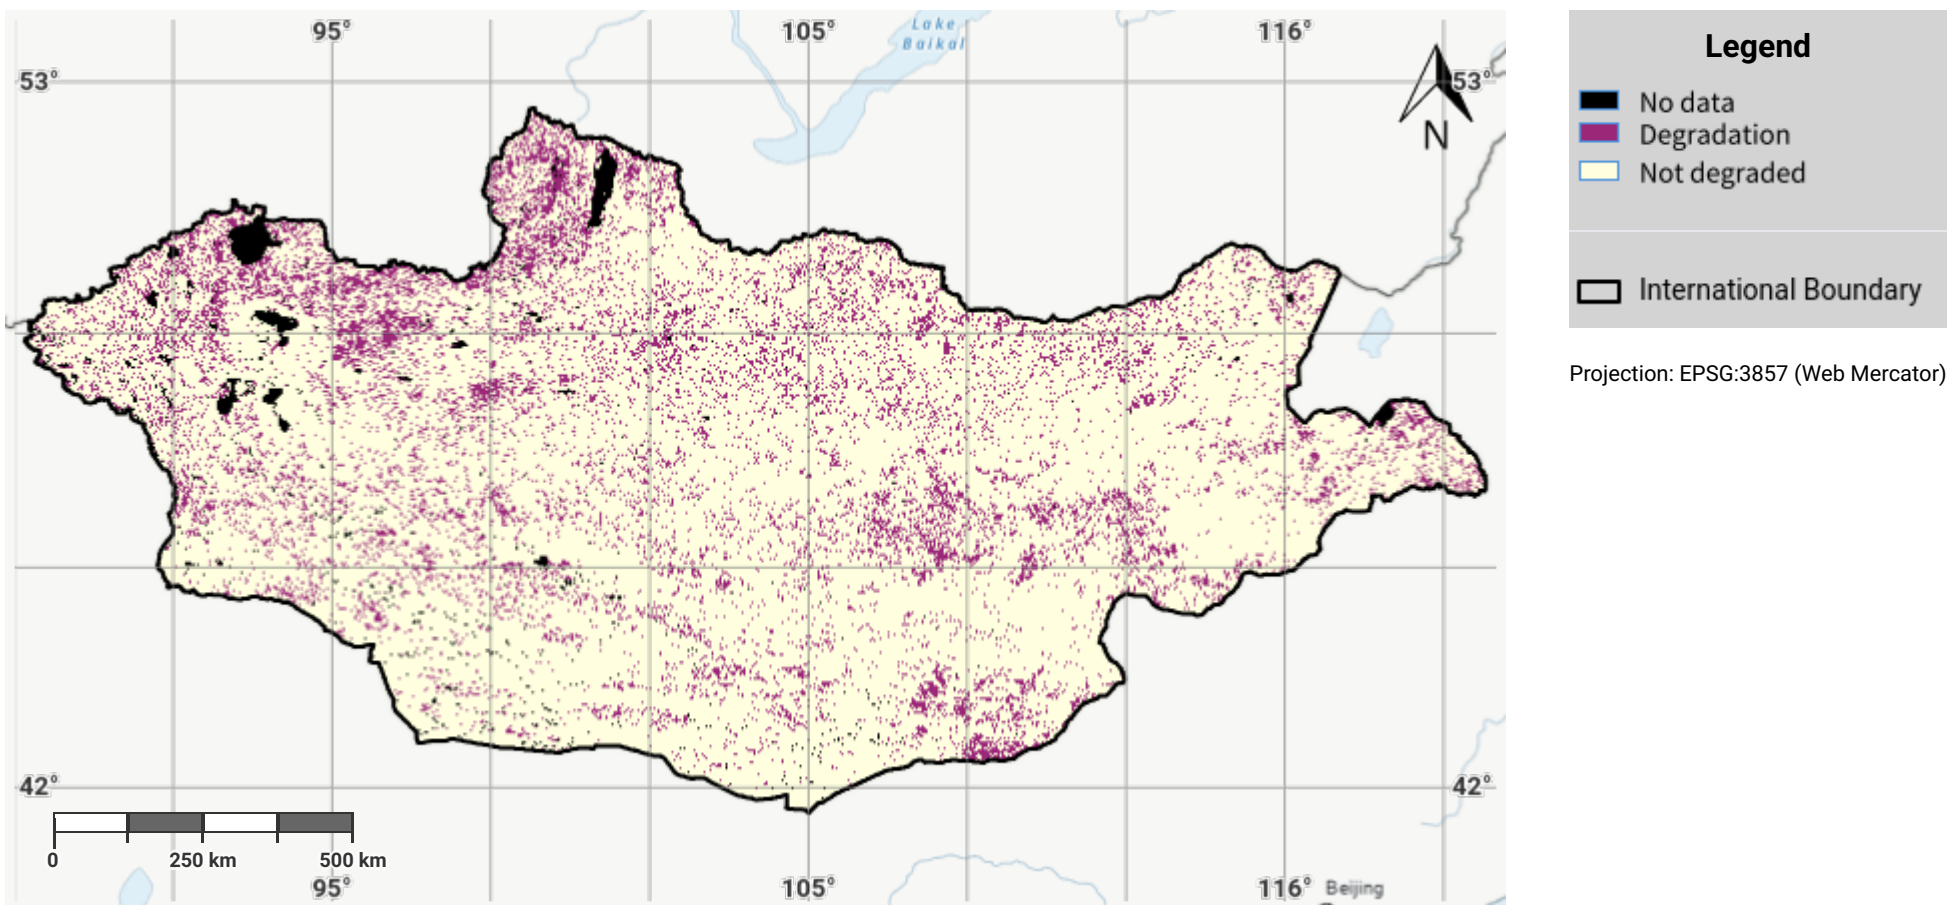 95°
105°
116°
Lake
Baikal
53°
53°
N
42°
42°
0
250 km
500 km
95°
105°
116°
Beijing
Legend
No data
Degradation
Not degraded
International Boundary
Projection: EPSG:3857 (Web Mercator)